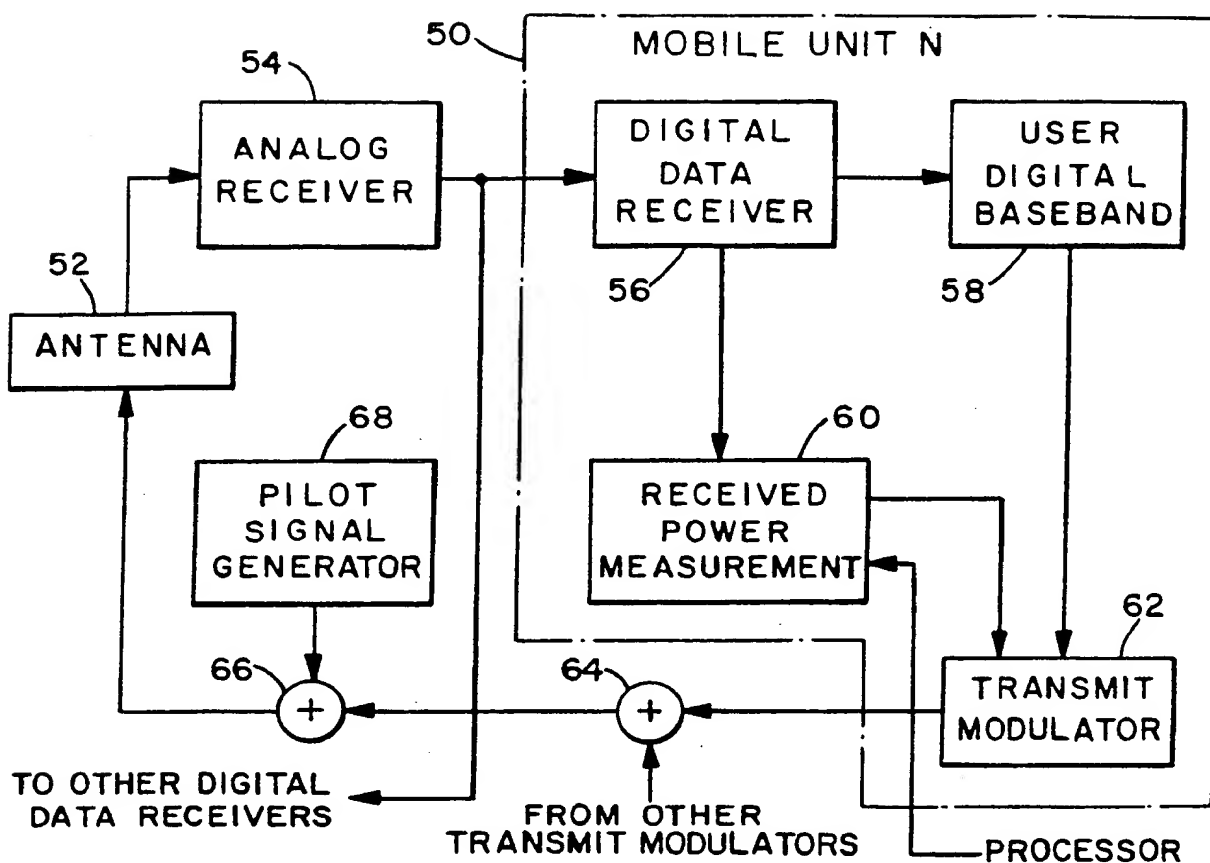 50
MOBILE UNIT N
54
ANALOG
RECEIVER
DIGITAL
DATA
RECEIVER
USER
DIGITAL
BASEBAND
52
56
58
ANTENNA
68
60
PILOT
SIGNAL
GENERATOR
RECEIVED
POWER
MEASUREMENT
62
66
+
64
+
TRANSMIT
MODULATOR
TO OTHER DIGITAL
DATA RECEIVERS
FROM OTHER
TRANSMIT MODULATORS
PROCESSOR